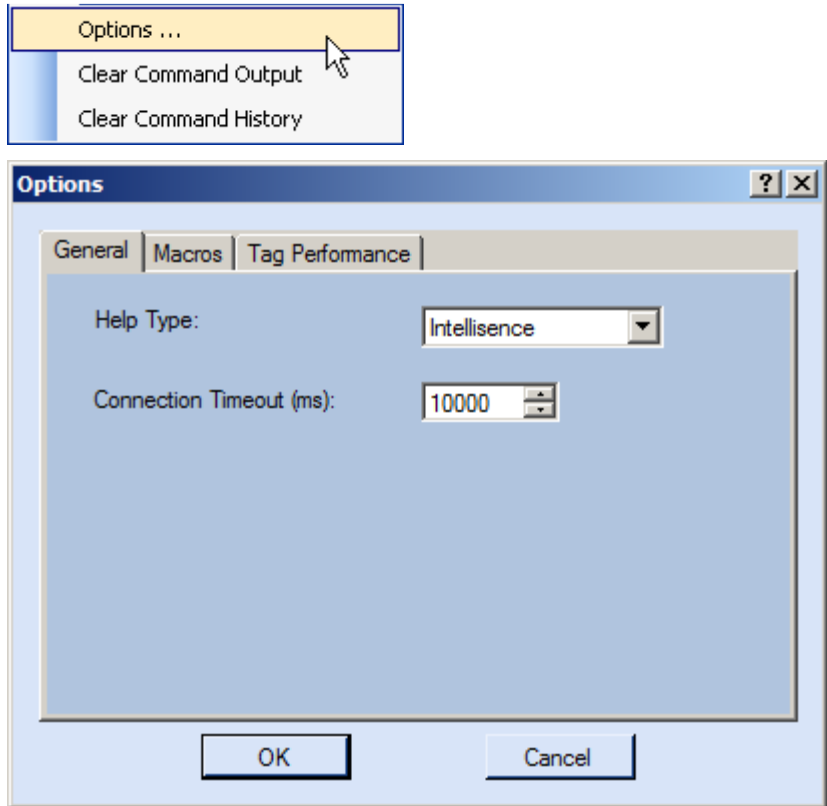 Options ...
Clear Command Output
Clear Command History
Options
General Macros Tag Performance
Help Type: Intellisence
Connection Timeout (ms): 10000
OK Cancel